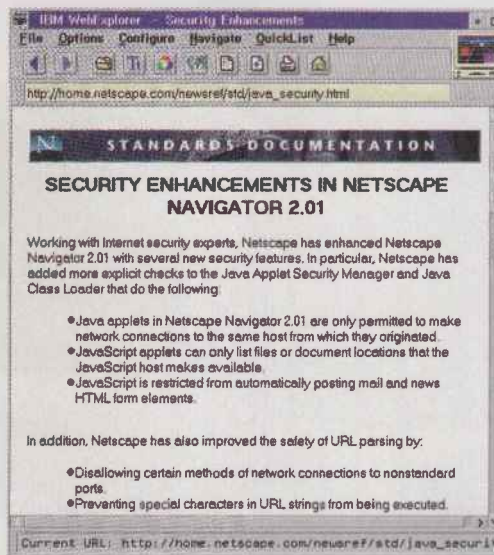 IBM WebExplorer - Security Enhancements
File Options Configure Navigate QuickList Help
http://home.netscape.com/newsref/std/java_security.html
N STANDARDS DOCUMENTATION
SECURITY ENHANCEMENTS IN NETSCAPE
NAVIGATOR 2.01
Working with Internet security experts, Netscape has enhanced Netscape
Navigator 2.01 with several new security features. In particular, Netscape has
added more explicit checks to the Java Applet Security Manager and Java
Class Loader that do the following:
●Java applets in Netscape Navigator 2.01 are only permitted to make
network connections to the same host from which they originated.
●JavaScript applets can only list files or document locations that the
JavaScript host makes available.
●JavaScript is restricted from automatically posting mail and news
HTML form elements.
In addition, Netscape has also improved the safety of URL parsing by:
●Disallowing certain methods of network connections to nonstandard
ports.
●Preventing special characters in URL strings from being executed.
Current URL: http://home.netscape.com/newsref/std/java_securit